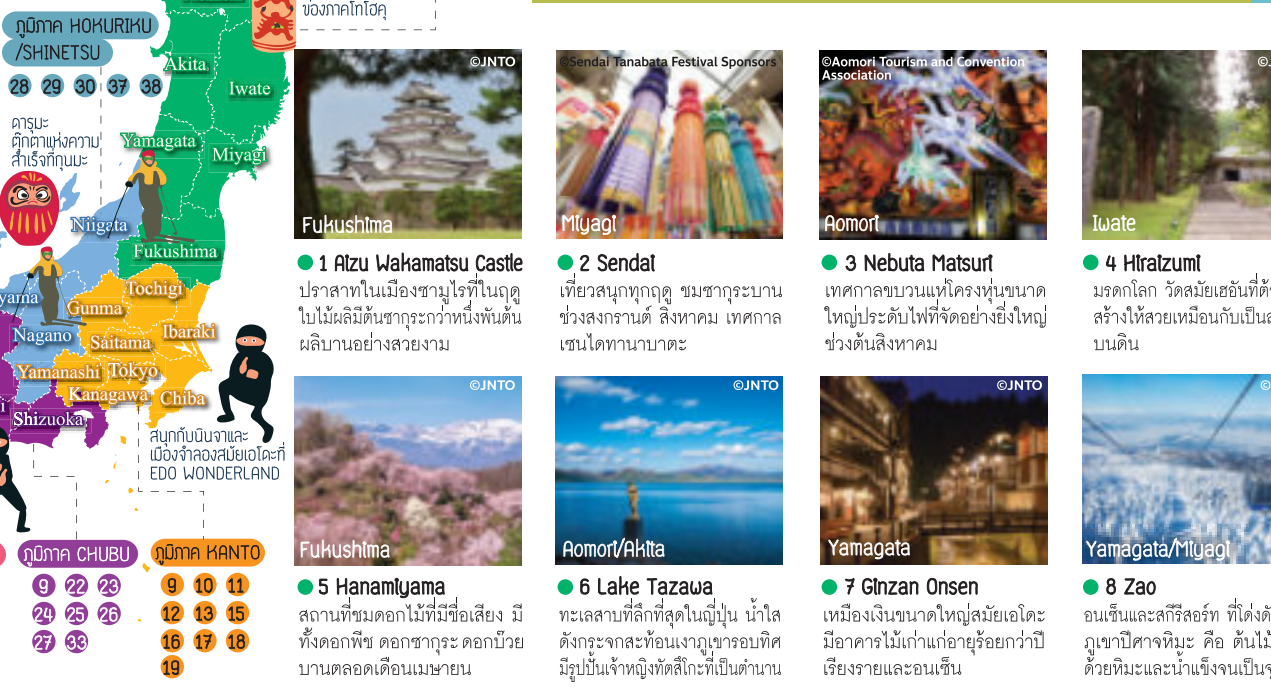 ของภาคโทโฮคุ
ภูมิภาค HOKURIKU
/SHINETSU
28 29 30 37 38
ดารุมะ
ตุ๊กตาแห่งความ
สำเร็จที่กุนมะ
Akita
Iwate
Yamagata
Miyagi
Niigata
Fukushima
Tochigi
yama
Gunma
Ibaraki
Nagano
Saitama
Yamanashi
Tokyo
Kanagawa
Chiba
Shizuoka
สนุกกับนินจาและ
เมืองจำลองสมัยเอโดะที่
EDO WONDERLAND
ภูมิภาค CHUBU
9 22 23
24 25 26
27 33
ภูมิภาค KANTO
9 10 11
12 13 15
16 17 18
19
©JNTO
Fukushima
1 Aizu Wakamatsu Castle
ปราสาทในเมืองซามูไรที่ในฤดู
ใบไม้ผลิมีต้นซากุระกว่าหนึ่งพันต้น
ผลิบานอย่างสวยงาม
©Sendai Tanabata Festival Sponsors
Miyagi
2 Sendai
เที่ยวสนุกทุกฤดู ชมซากุระบาน
ช่วงสงกรานต์ สิงหาคม เทศกาล
เซนไดทานาบาตะ
©Aomori Tourism and Convention
Association
Aomori
3 Nebuta Matsuri
เทศกาลขบวนแห่โครงหุ่นขนาด
ใหญ่ประดับไฟที่จัดอย่างยิ่งใหญ่
ช่วงต้นสิงหาคม
Iwate
4 Hiraizumi
มรดกโลก วัดสมัยเฮอันที่ตั้
สร้างให้สวยเหมือนกับเป็นส
บนดิน
©JNTO
Fukushima
5 Hanamiyama
สถานที่ชมดอกไม้ที่มีชื่อเสียง มี
ทั้งดอกพีช ดอกซากุระ ดอกบ๊วย
บานตลอดเดือนเมษายน
©JNTO
Aomori/Akita
6 Lake Tazawa
ทะเลสาบที่ลึกที่สุดในญี่ปุ่น น้ำใส
ดังกระจกสะท้อนเงาภูเขารอบทิศ
มีรูปปั้นเจ้าหญิงทัตสึโกะที่เป็นตำนาน
©JNTO
Yamagata
7 Ginzan Onsen
เหมืองเงินขนาดใหญ่สมัยเอโดะ
มีอาคารไม้เก่าแก่อายุร้อยกว่าปี
เรียงรายและอนเซ็น
Yamagata/Miyagi
8 Zao
อนเซ็นและสกีรีสอร์ท ที่โด่งดั
ภูเขาปีศาจหิมะ คือ ต้นไม้
ด้วยหิมะและน้ำแข็งจนเป็นจุ